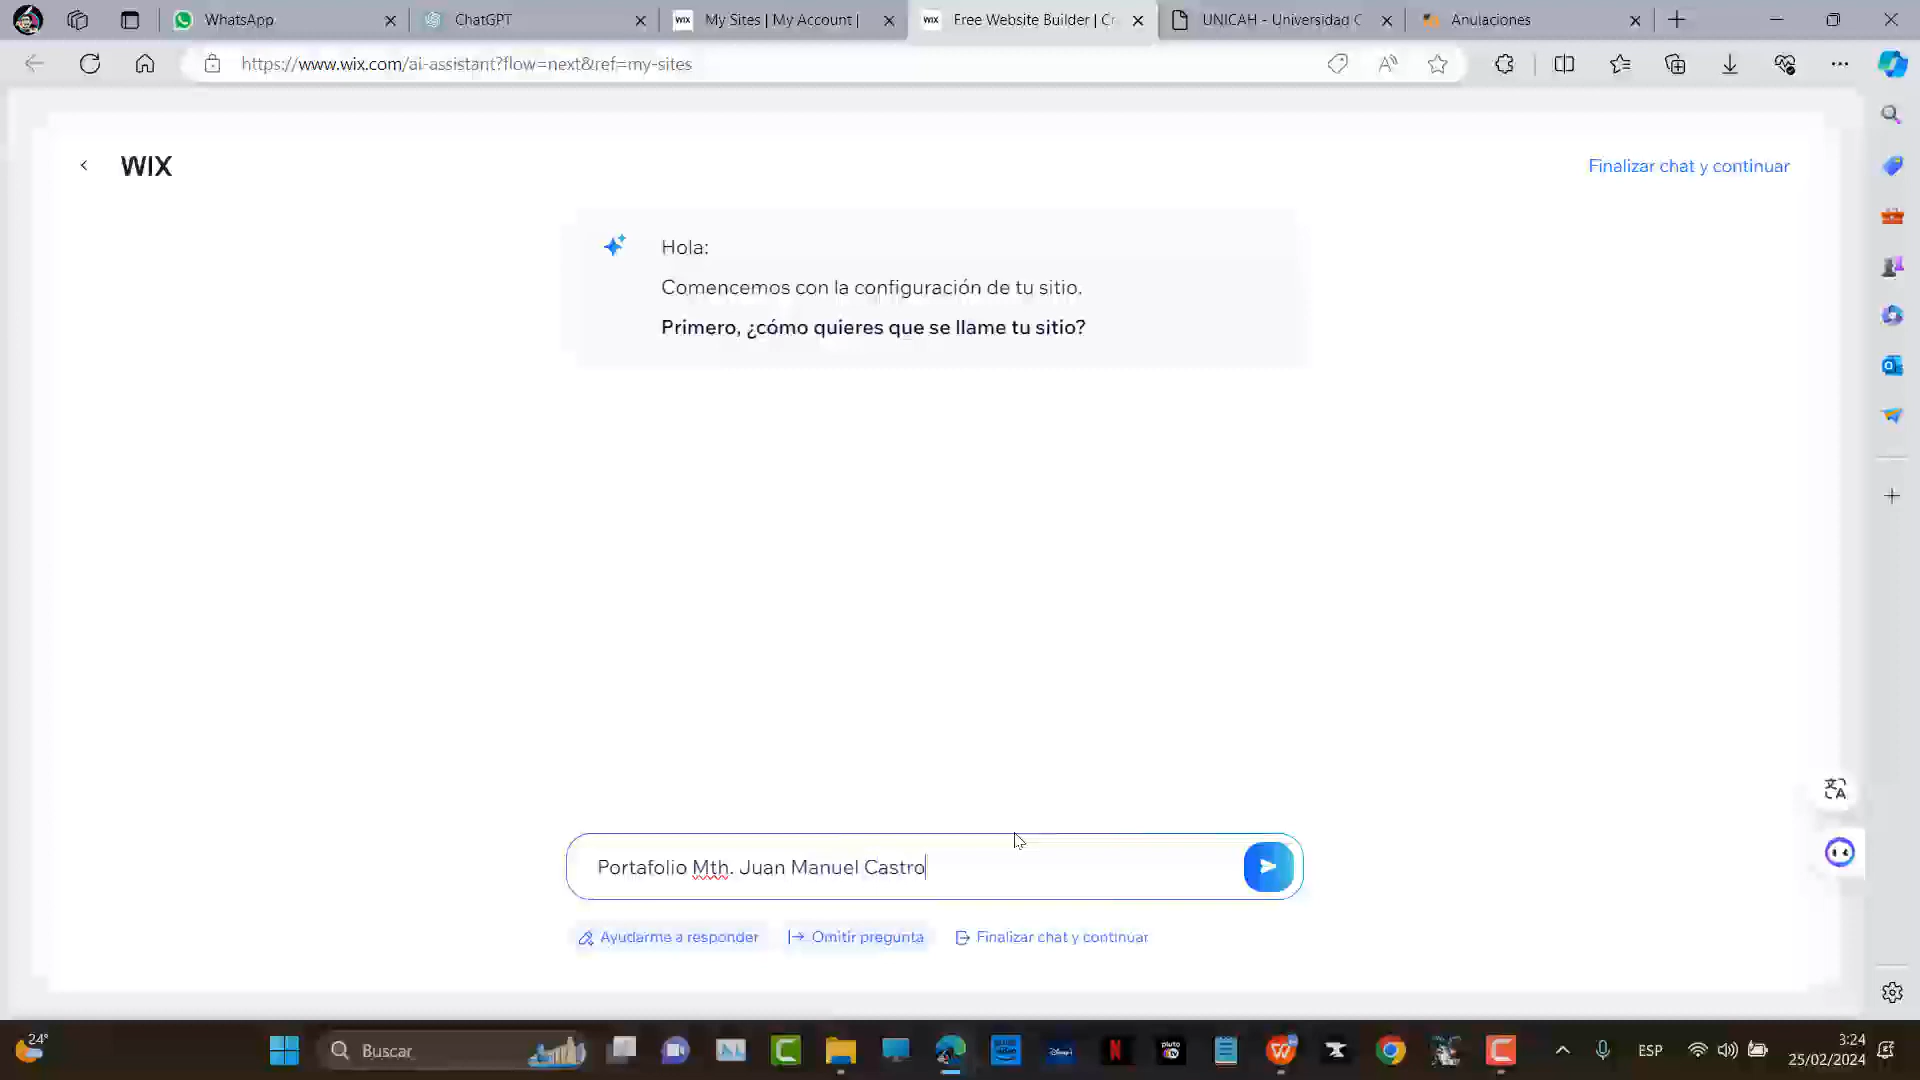 WhatsApp
ChatGPT
WIX My Sites | My Account |
WIX Free Website Builder | Cr
UNICAH - Universidad C
Anulaciones
https://www.wix.com/ai-assistant?flow=next&ref=my-sites
WIX
Finalizar chat y continuar
Hola:
Comencemos con la configuración de tu sitio.
Primero, ¿cómo quieres que se llame tu sitio?
Portafolio Mth. Juan Manuel Castro
Ayudarme a responder
Omitir pregunta
Finalizar chat y continuar
24°
Buscar
ESP
3:24
25/02/2024